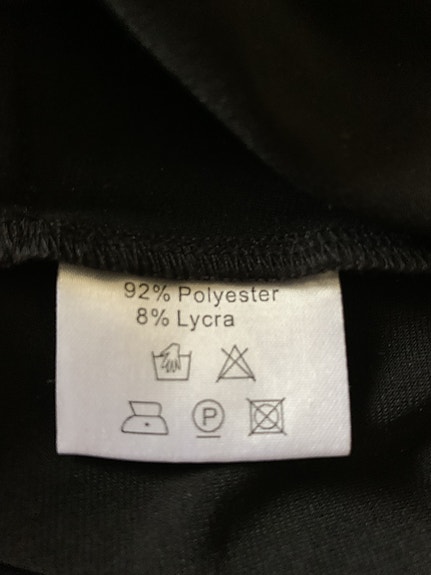 92% Polyester
8% Lycra
P